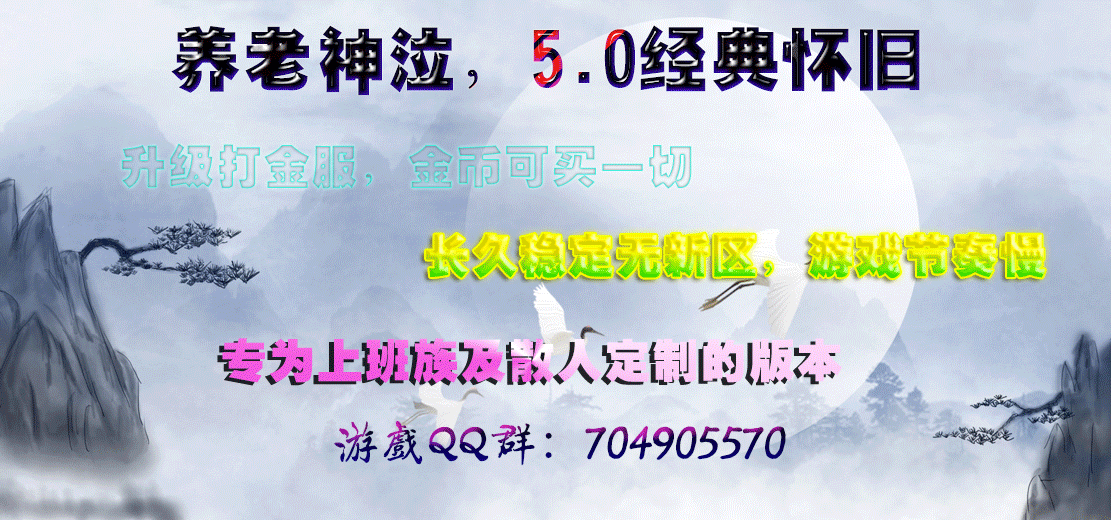 养老神泣，5.0经典怀旧
升级打金服，金币可买一切
长久稳定无新区，游戏节奏慢
专为上班族及散人定制的版本
游戲QQ群：704905570